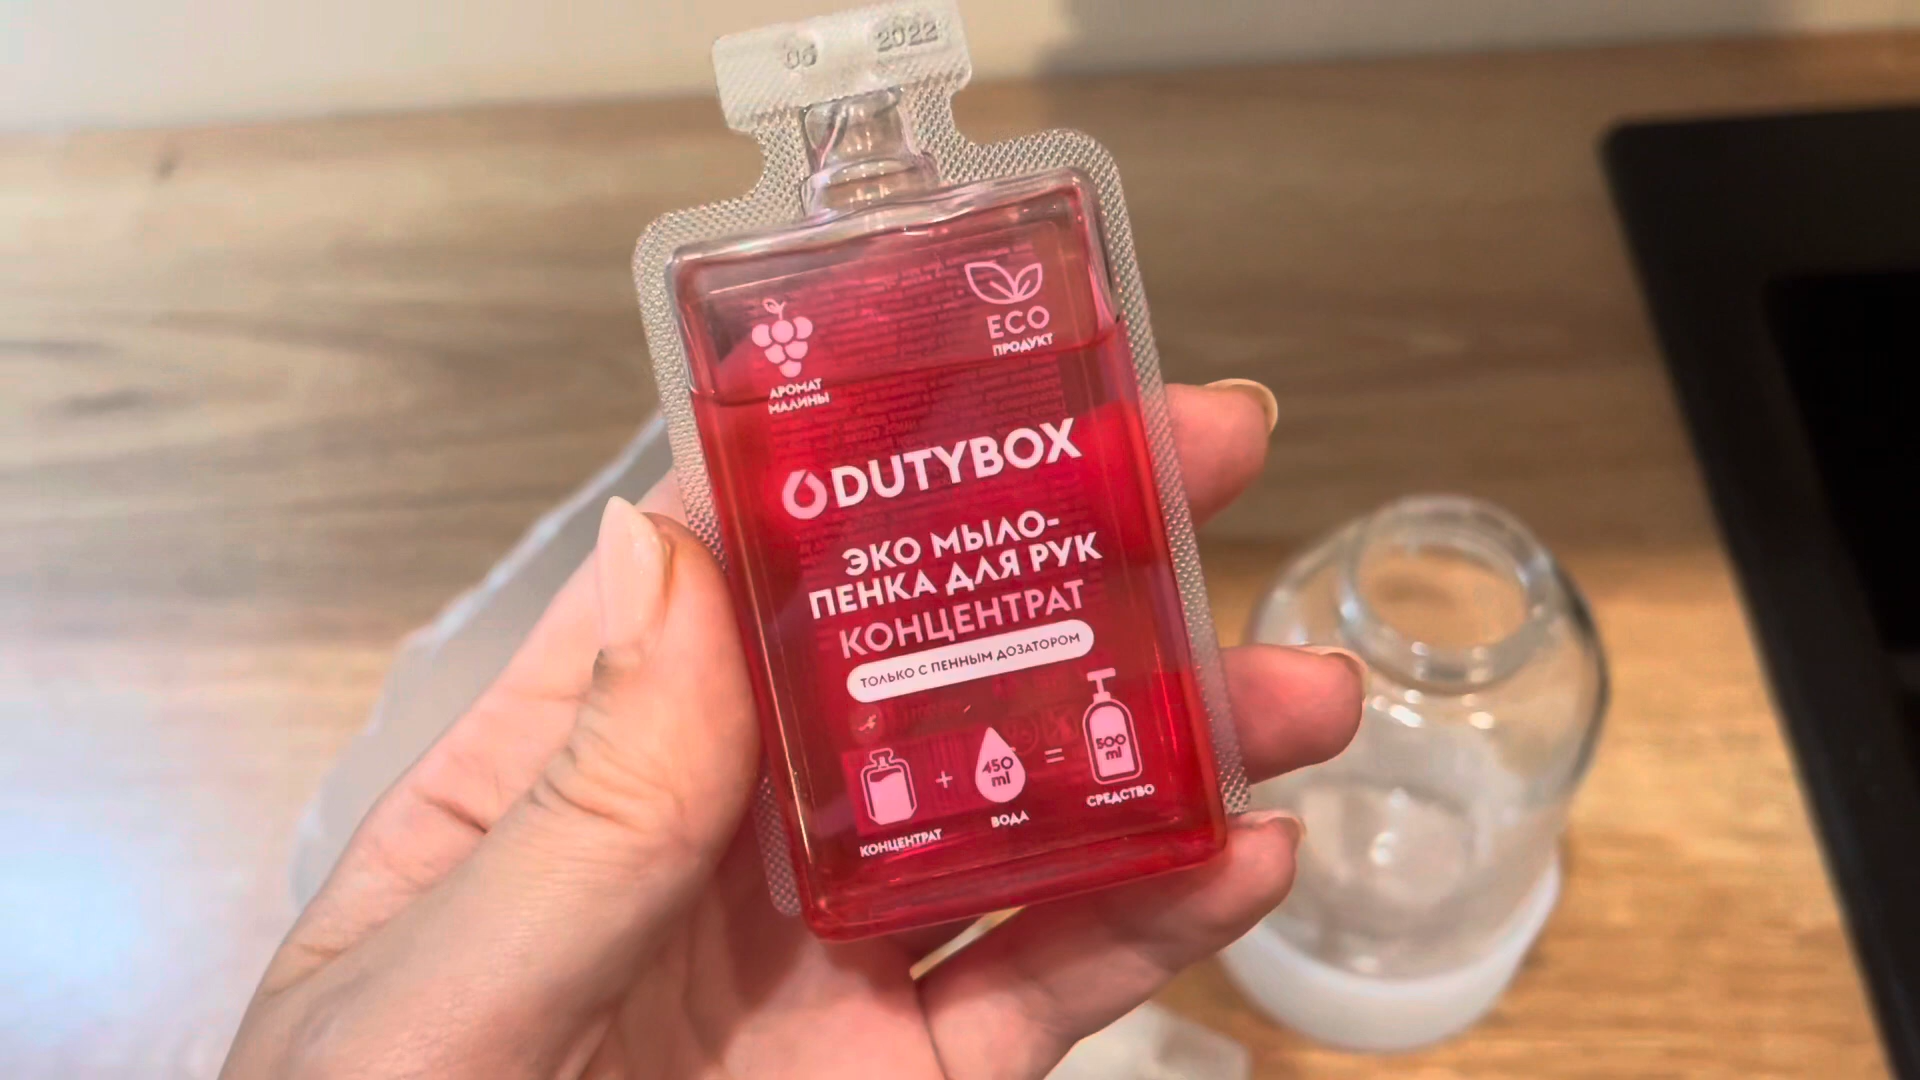 06 2022
АРОМАТ
МАЛИНЫ
ECO
ПРОДУКТ
DUTYBOX
ЭКО МЫЛО-
ПЕНКА ДЛЯ РУК
КОНЦЕНТРАТ
ТОЛЬКО С ПЕННЫМ ДОЗАТОРОМ
КОНЦЕНТРАТ
+
450
ml
ВОДА
=
500
ml
СРЕДСТВО